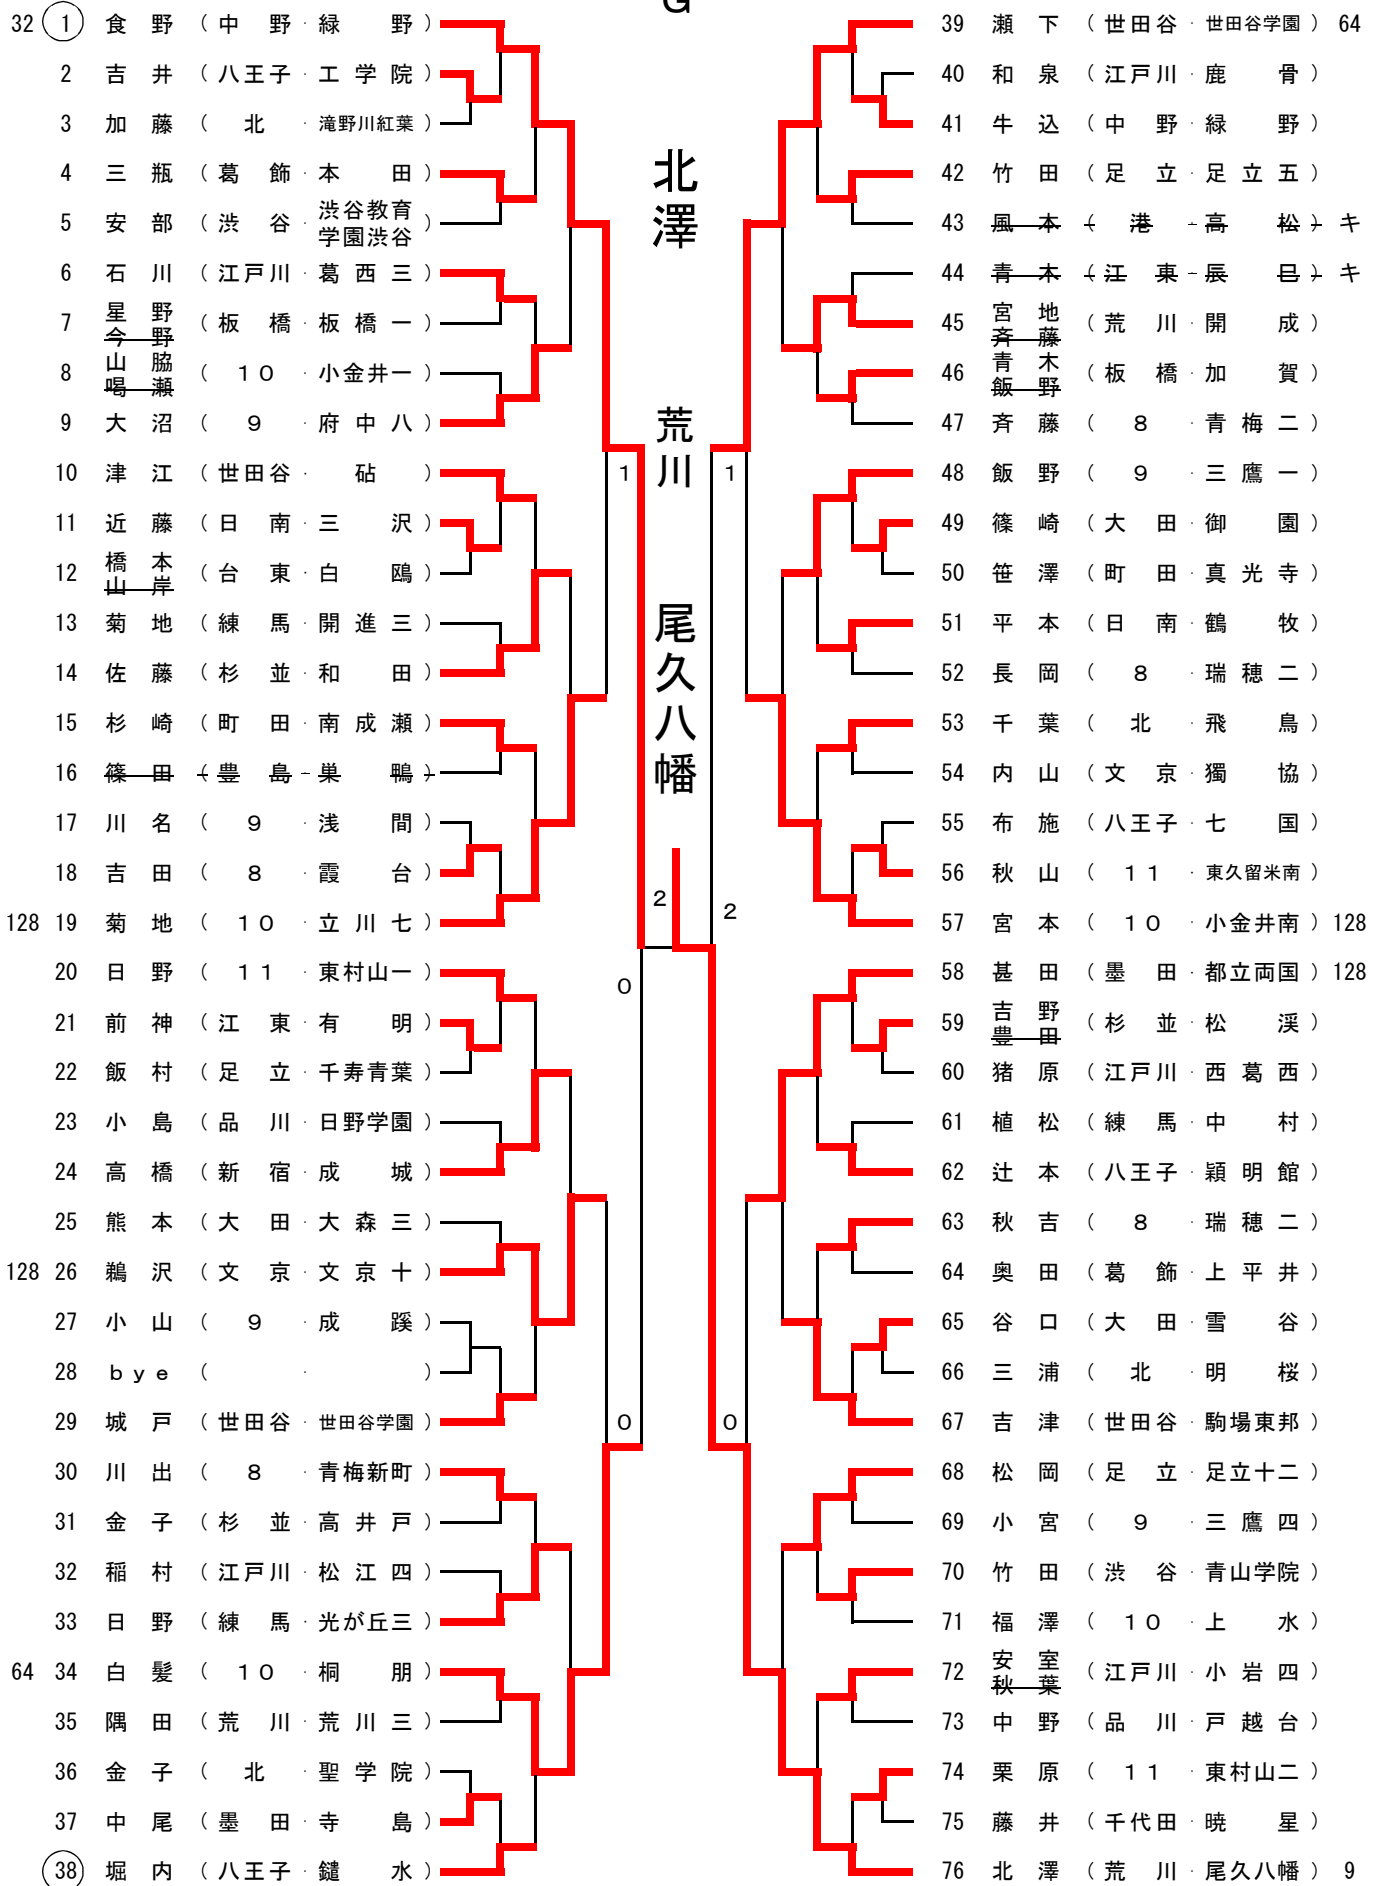 G
北澤
荒川
尾久八幡
32 1 食野 (中野・緑野)
2 吉井 (八王子・工学院)
3 加藤 (北・滝野川紅葉)
4 三瓶 (葛飾・本田)
5 安部 (渋谷・渋谷教育学園渋谷)
6 石川 (江戸川・葛西三)
7 星野 今野 (板橋・板橋一)
8 山脇 喝瀬 (10・小金井一)
9 大沼 (9・府中八)
10 津江 (世田谷・砧)
11 近藤 (日南・三沢)
12 橋本 山岸 (台東・白鴎)
13 菊地 (練馬・開進三)
14 佐藤 (杉並・和田)
15 杉崎 (町田・南成瀬)
16 篠田 (豊島・巣鴨)
17 川名 (9・浅間)
18 吉田 (8・霞台)
128 19 菊地 (10・立川七)
20 日野 (11・東村山一)
21 前神 (江東・有明)
22 飯村 (足立・千寿青葉)
23 小島 (品川・日野学園)
24 高橋 (新宿・成城)
25 熊本 (大田・大森三)
128 26 鵜沢 (文京・文京十)
27 小山 (9・成蹊)
28 bye (・)
29 城戸 (世田谷・世田谷学園)
30 川出 (8・青梅新町)
31 金子 (杉並・高井戸)
32 稲村 (江戸川・松江四)
33 日野 (練馬・光が丘三)
64 34 白髪 (10・桐朋)
35 隅田 (荒川・荒川三)
36 金子 (北・聖学院)
37 中尾 (墨田・寺島)
38 堀内 (八王子・鑓水)
1
1
2
2
0
0
0
39 瀬下 (世田谷・世田谷学園) 64
40 和泉 (江戸川・鹿骨)
41 牛込 (中野・緑野)
42 竹田 (足立・足立五)
43 風本 (港・高松) キ
44 青木 (江東・辰巳) キ
45 宮地 斉藤 (荒川・開成)
46 青木 飯野 (板橋・加賀)
47 斉藤 (8・青梅二)
48 飯野 (9・三鷹一)
49 篠崎 (大田・御園)
50 笹澤 (町田・真光寺)
51 平本 (日南・鶴牧)
52 長岡 (8・瑞穂二)
53 千葉 (北・飛鳥)
54 内山 (文京・獨協)
55 布施 (八王子・七国)
56 秋山 (11・東久留米南)
57 宮本 (10・小金井南) 128
58 甚田 (墨田・都立両国) 128
59 吉野 豊田 (杉並・松渓)
60 猪原 (江戸川・西葛西)
61 植松 (練馬・中村)
62 辻本 (八王子・穎明館)
63 秋吉 (8・瑞穂二)
64 奥田 (葛飾・上平井)
65 谷口 (大田・雪谷)
66 三浦 (北・明桜)
67 吉津 (世田谷・駒場東邦)
68 松岡 (足立・足立十二)
69 小宮 (9・三鷹四)
70 竹田 (渋谷・青山学院)
71 福澤 (10・上水)
72 安室 秋葉 (江戸川・小岩四)
73 中野 (品川・戸越台)
74 栗原 (11・東村山二)
75 藤井 (千代田・暁星)
76 北澤 (荒川・尾久八幡) 9